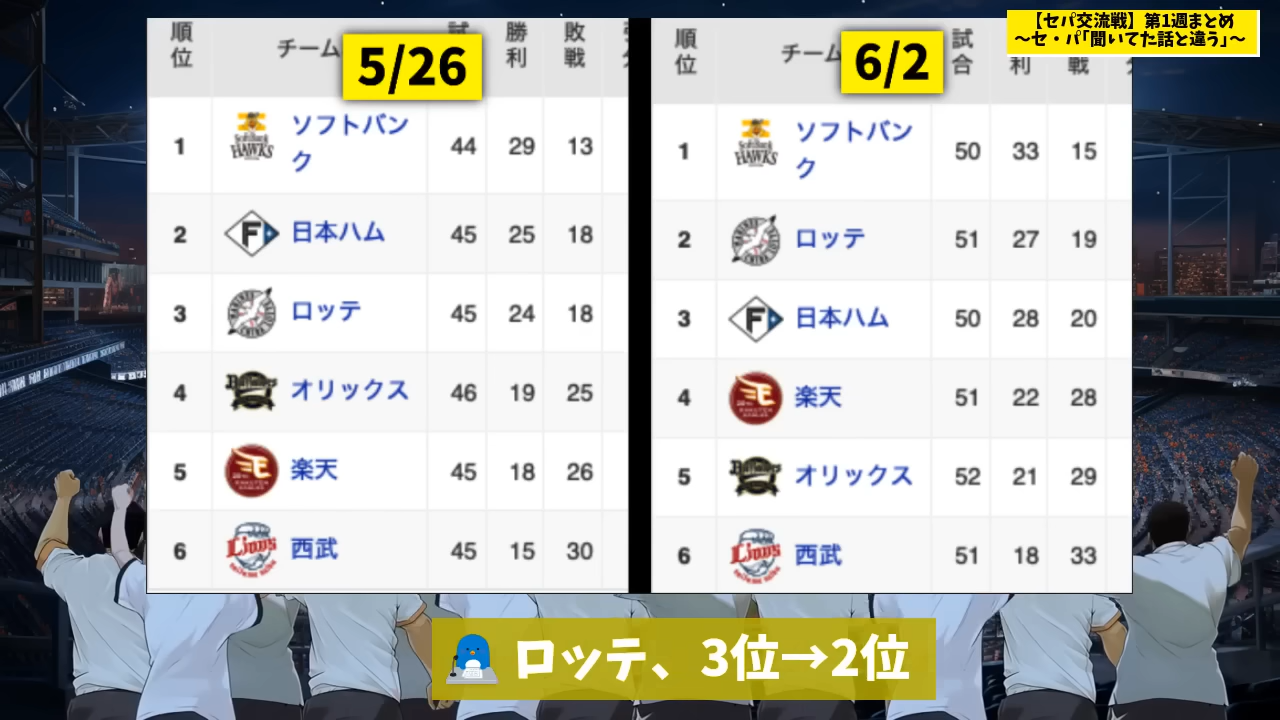 【セパ交流戦】第1週まとめ
～セ・パ「聞いてた話と違う」～
5/26
順位 チーム 試 勝利 敗戦
1 ソフトバンク 44 29 13
2 日本ハム 45 25 18
3 ロッテ 45 24 18
4 オリックス 46 19 25
5 楽天 45 18 26
6 西武 45 15 30
6/2
順位 チーム 試合 利 戦
1 ソフトバンク 50 33 15
2 ロッテ 51 27 19
3 日本ハム 50 28 20
4 楽天 51 22 28
5 オリックス 52 21 29
6 西武 51 18 33
ロッテ、3位→2位